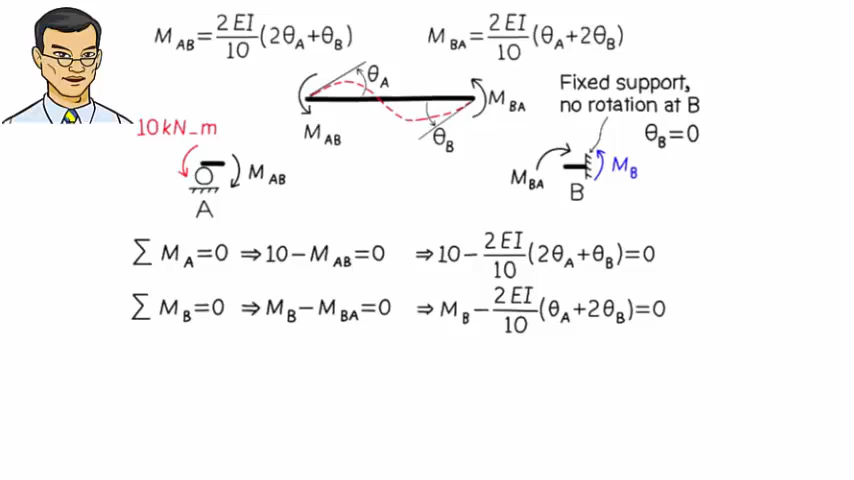 M_AB = 2EI/10 (2θ_A+θ_B)
M_BA = 2EI/10 (θ_A+2θ_B)
θ_A
M_AB
θ_B
M_BA
Fixed support,
no rotation at B
θ_B=0
10kN_m
M_AB
A
M_BA
M_B
B
∑ M_A=0 ⇒10−M_AB=0 ⇒10−2EI/10 (2θ_A+θ_B)=0
∑ M_B=0 ⇒M_B−M_BA=0 ⇒M_B−2EI/10 (θ_A+2θ_B)=0